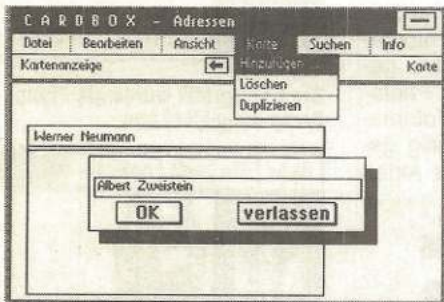 CARDBOX - Adressen
Datei Bearbeiten Ansicht Karte Suchen Info
Kartenanzeige Hinzufügen Karte
Löschen
Duplizieren
Werner Neumann
Albert Zweistein
OK verlassen